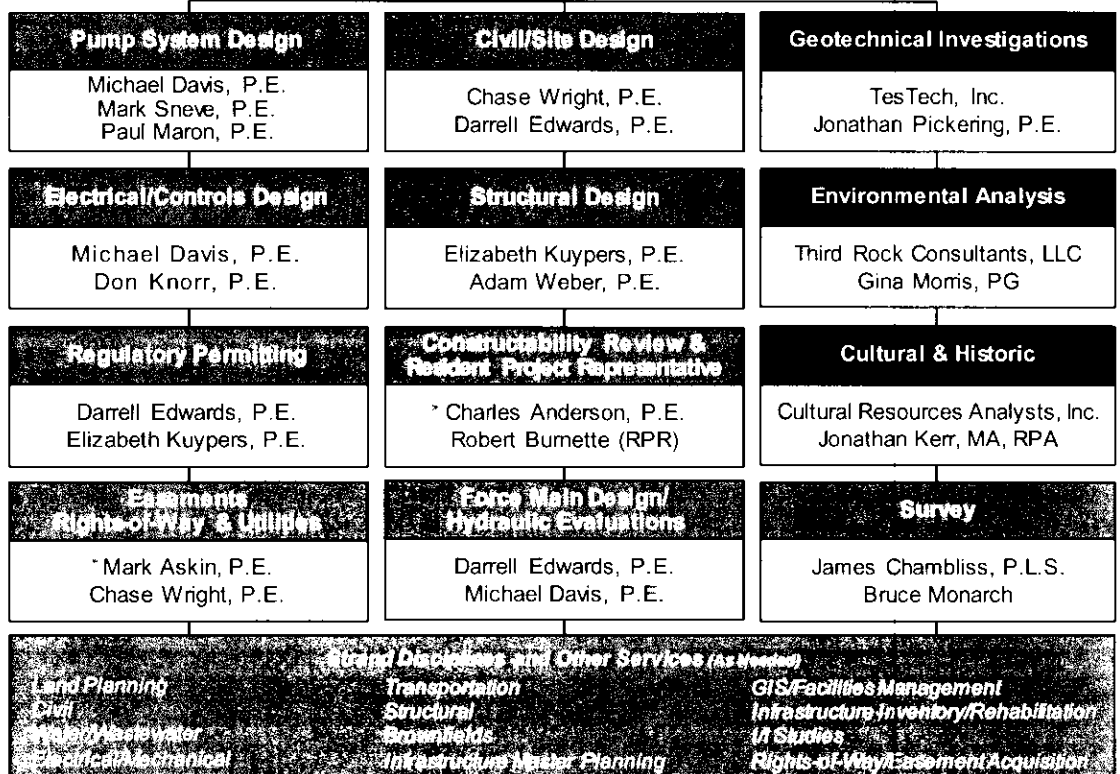 Pump System Design
Michael Davis, P.E.
Mark Sneve, P.E.
Paul Maron, P.E.
Civil/Site Design
Chase Wright, P.E.
Darrell Edwards, P.E.
Geotechnical Investigations
TesTech, Inc.
Jonathan Pickering, P.E.
Electrical/Controls Design
Michael Davis, P.E.
Don Knorr, P.E.
Structural Design
Elizabeth Kuypers, P.E.
Adam Weber, P.E.
Environmental Analysis
Third Rock Consultants, LLC
Gina Morris, PG
Regulatory Permitting
Darrell Edwards, P.E.
Elizabeth Kuypers, P.E.
Constructability Review &
Resident Project Representative
* Charles Anderson, P.E.
Robert Burnette (RPR)
Cultural & Historic
Cultural Resources Analysts, Inc.
Jonathan Kerr, MA, RPA
Easements
Rights-of-Way & Utilities
* Mark Askin, P.E.
Chase Wright, P.E.
Force Main Design/
Hydraulic Evaluations
Darrell Edwards, P.E.
Michael Davis, P.E.
Survey
James Chambliss, P.L.S.
Bruce Monarch
Strand Disciplines and Other Services (As Needed)
Land Planning
Civil
Water/Wastewater
Electrical/Mechanical
Transportation
Structural
Brownfields
Infrastructure Master Planning
GIS/Facilities Management
Infrastructure Inventory/Rehabilitation
I/I Studies
Rights-of-Way/Easement Acquisition